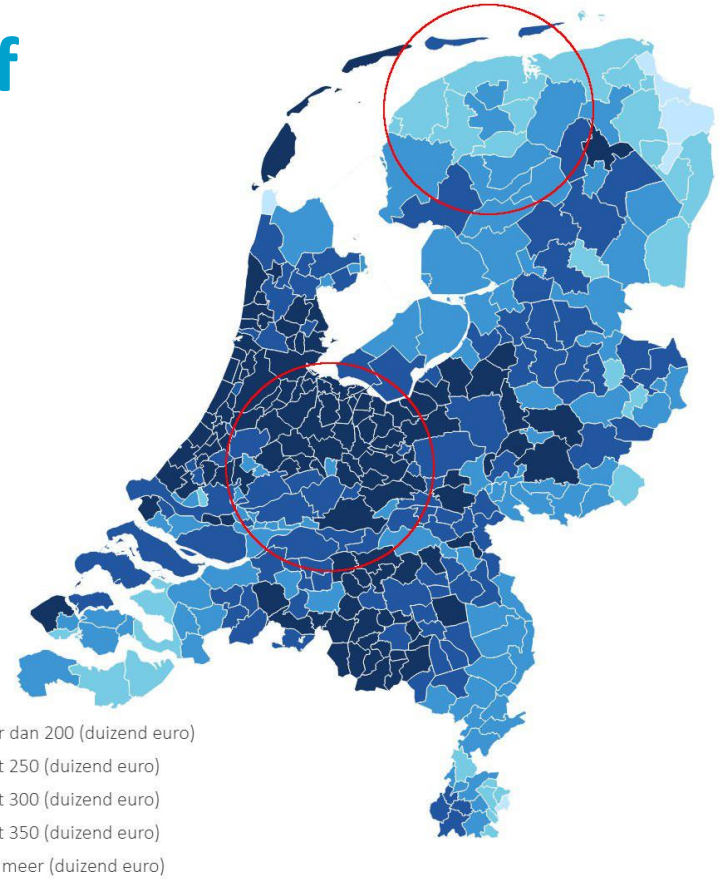 f
r dan 200 (duizend euro)
t 250 (duizend euro)
t 300 (duizend euro)
t 350 (duizend euro)
meer (duizend euro)